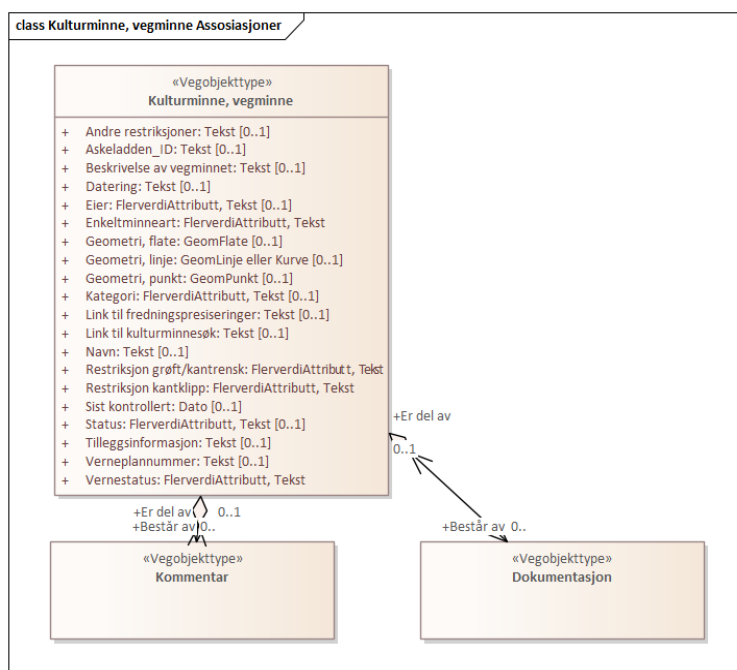 class Kulturminne, vegminne Assosiasjoner
«Vegobjekttype»
Kulturminne, vegminne
+ Andre restriksjoner: Tekst [0..1]
+ Askeladden_ID: Tekst [0..1]
+ Beskrivelse av vegminnet: Tekst [0..1]
+ Datering: Tekst [0..1]
+ Eier: FlerverdiAttributt, Tekst [0..1]
+ Enkeltminneart: FlerverdiAttributt, Tekst
+ Geometri, flate: GeomFlate [0..1]
+ Geometri, linje: GeomLinje eller Kurve [0..1]
+ Geometri, punkt: GeomPunkt [0..1]
+ Kategori: FlerverdiAttributt, Tekst [0..1]
+ Link til fredningspresiseringer: Tekst [0..1]
+ Link til kulturminnesøk: Tekst [0..1]
+ Navn: Tekst [0..1]
+ Restriksjon grøft/kantrensk: FlerverdiAttributt, Tekst
+ Restriksjon kantklipp: FlerverdiAttributt, Tekst
+ Sist kontrollert: Dato [0..1]
+ Status: FlerverdiAttributt, Tekst [0..1]
+ Tilleggsinformasjon: Tekst [0..1]
+ Verneplannummer: Tekst [0..1]
+ Vernestatus: FlerverdiAttributt, Tekst
+Er del av
0..1
+Er del av 0..1
+Består av 0..
+Består av 0..
«Vegobjekttype»
Kommentar
«Vegobjekttype»
Dokumentasjon